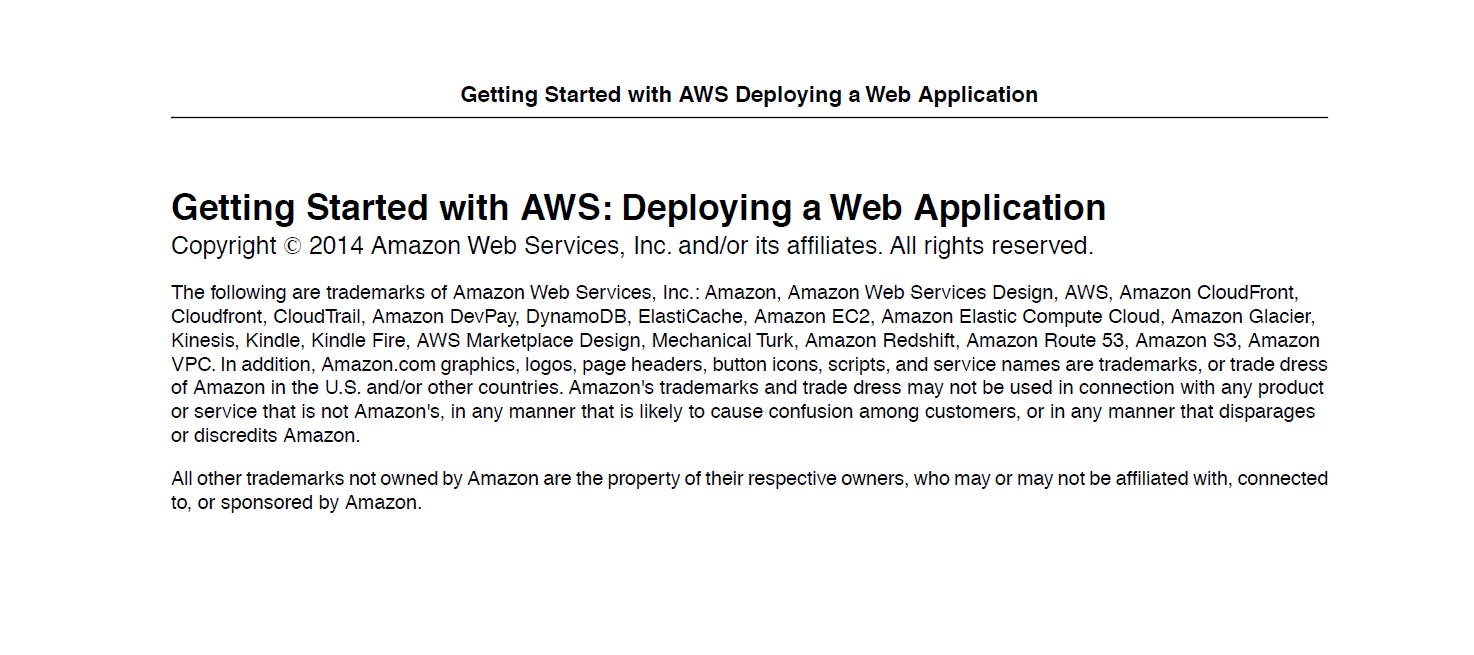 Getting Started with AWS Deploying a Web Application
Getting Started with AWS: Deploying a Web Application
Copyright © 2014 Amazon Web Services, Inc. and/or its affiliates. All rights reserved.
The following are trademarks of Amazon Web Services, Inc.: Amazon, Amazon Web Services Design, AWS, Amazon CloudFront,
Cloudfront, CloudTrail, Amazon DevPay, DynamoDB, ElastiCache, Amazon EC2, Amazon Elastic Compute Cloud, Amazon Glacier,
Kinesis, Kindle, Kindle Fire, AWS Marketplace Design, Mechanical Turk, Amazon Redshift, Amazon Route 53, Amazon S3, Amazon
VPC. In addition, Amazon.com graphics, logos, page headers, button icons, scripts, and service names are trademarks, or trade dress
of Amazon in the U.S. and/or other countries. Amazon's trademarks and trade dress may not be used in connection with any product
or service that is not Amazon's, in any manner that is likely to cause confusion among customers, or in any manner that disparages
or discredits Amazon.
All other trademarks not owned by Amazon are the property of their respective owners, who may or may not be affiliated with, connected
to, or sponsored by Amazon.